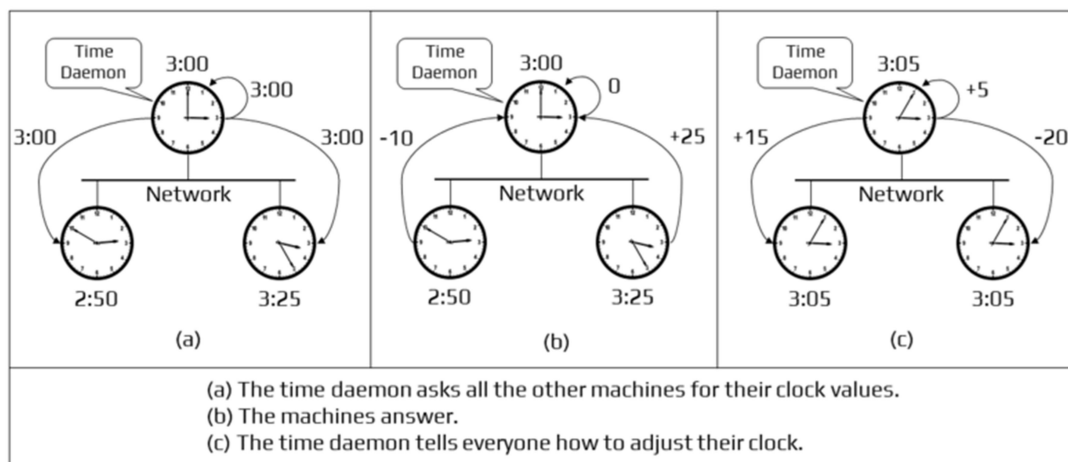 Time
Daemon
3:00
3:00
3:00
3:00
Network
2:50
3:25
(a)
Time
Daemon
3:00
0
-10
+25
Network
2:50
3:25
(b)
Time
Daemon
3:05
+5
+15
-20
Network
3:05
3:05
(c)
(a) The time daemon asks all the other machines for their clock values.
(b) The machines answer.
(c) The time daemon tells everyone how to adjust their clock.